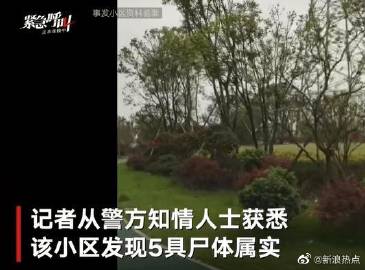 紧急呼叫
事发小区资料画面
记者从警方知情人士获悉
该小区发现5具尸体属实
@新浪热点